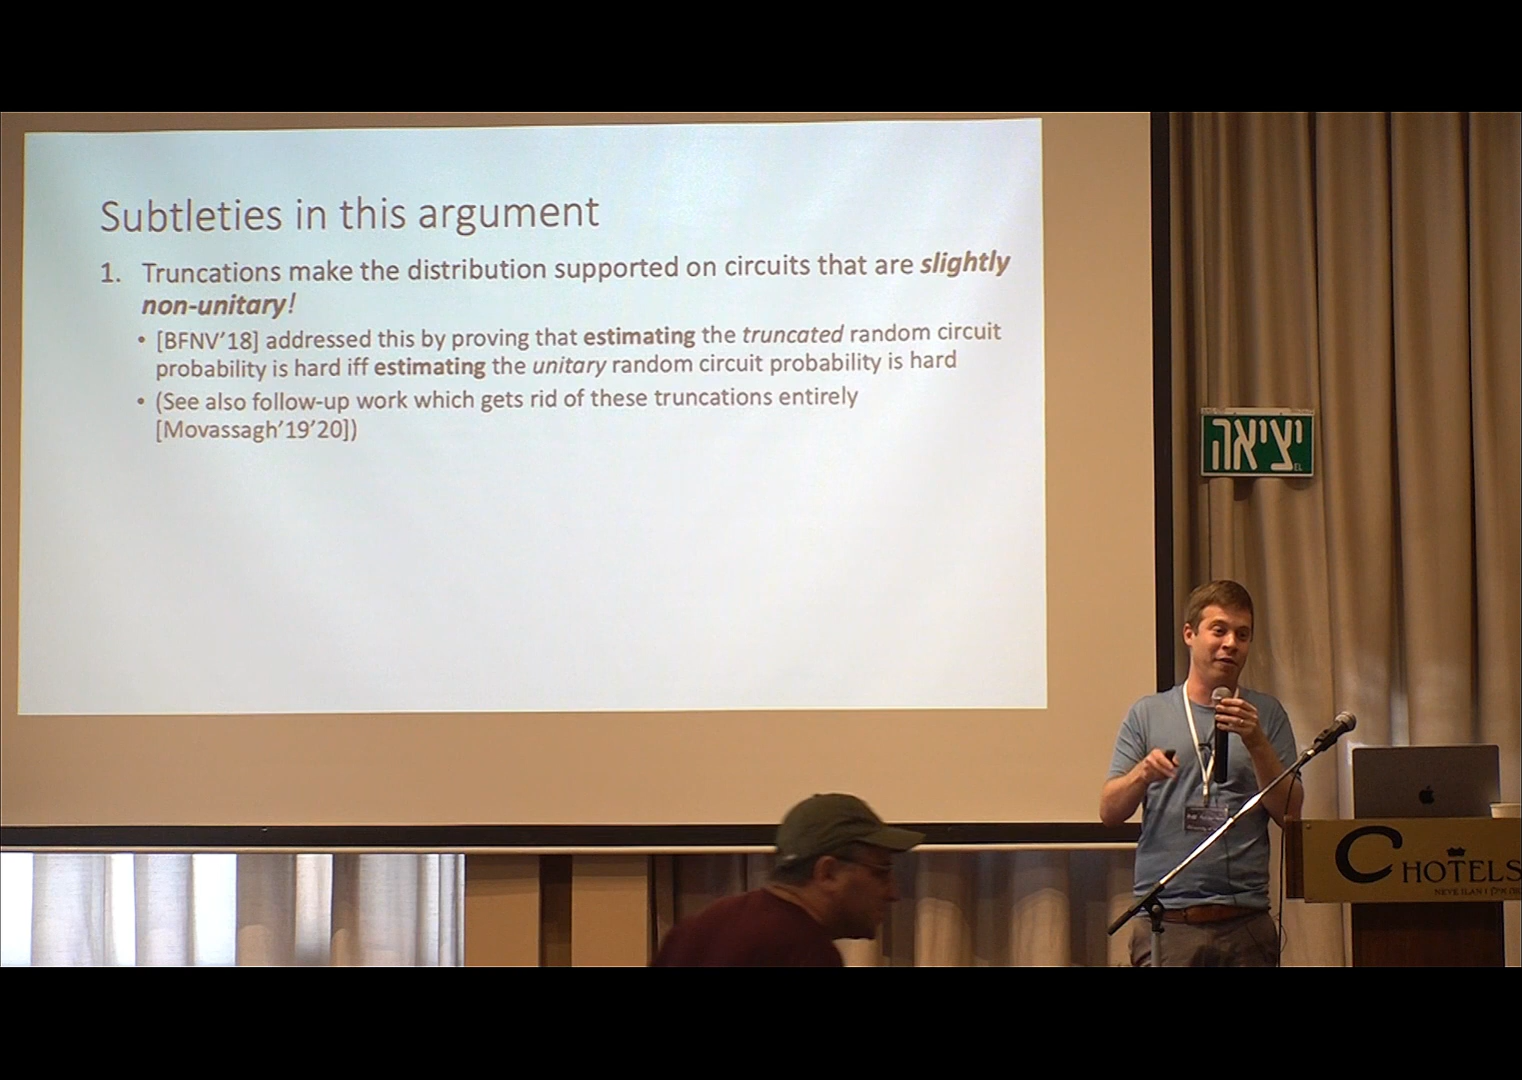 Subtleties in this argument
1. Truncations make the distribution supported on circuits that are slightly
non-unitary!
• [BFNV'18] addressed this by proving that estimating the truncated random circuit
probability is hard iff estimating the unitary random circuit probability is hard
• (See also follow-up work which gets rid of these truncations entirely
[Movassagh'19'20])
יציאה
EL
C HOTELS
NEVE ILAN